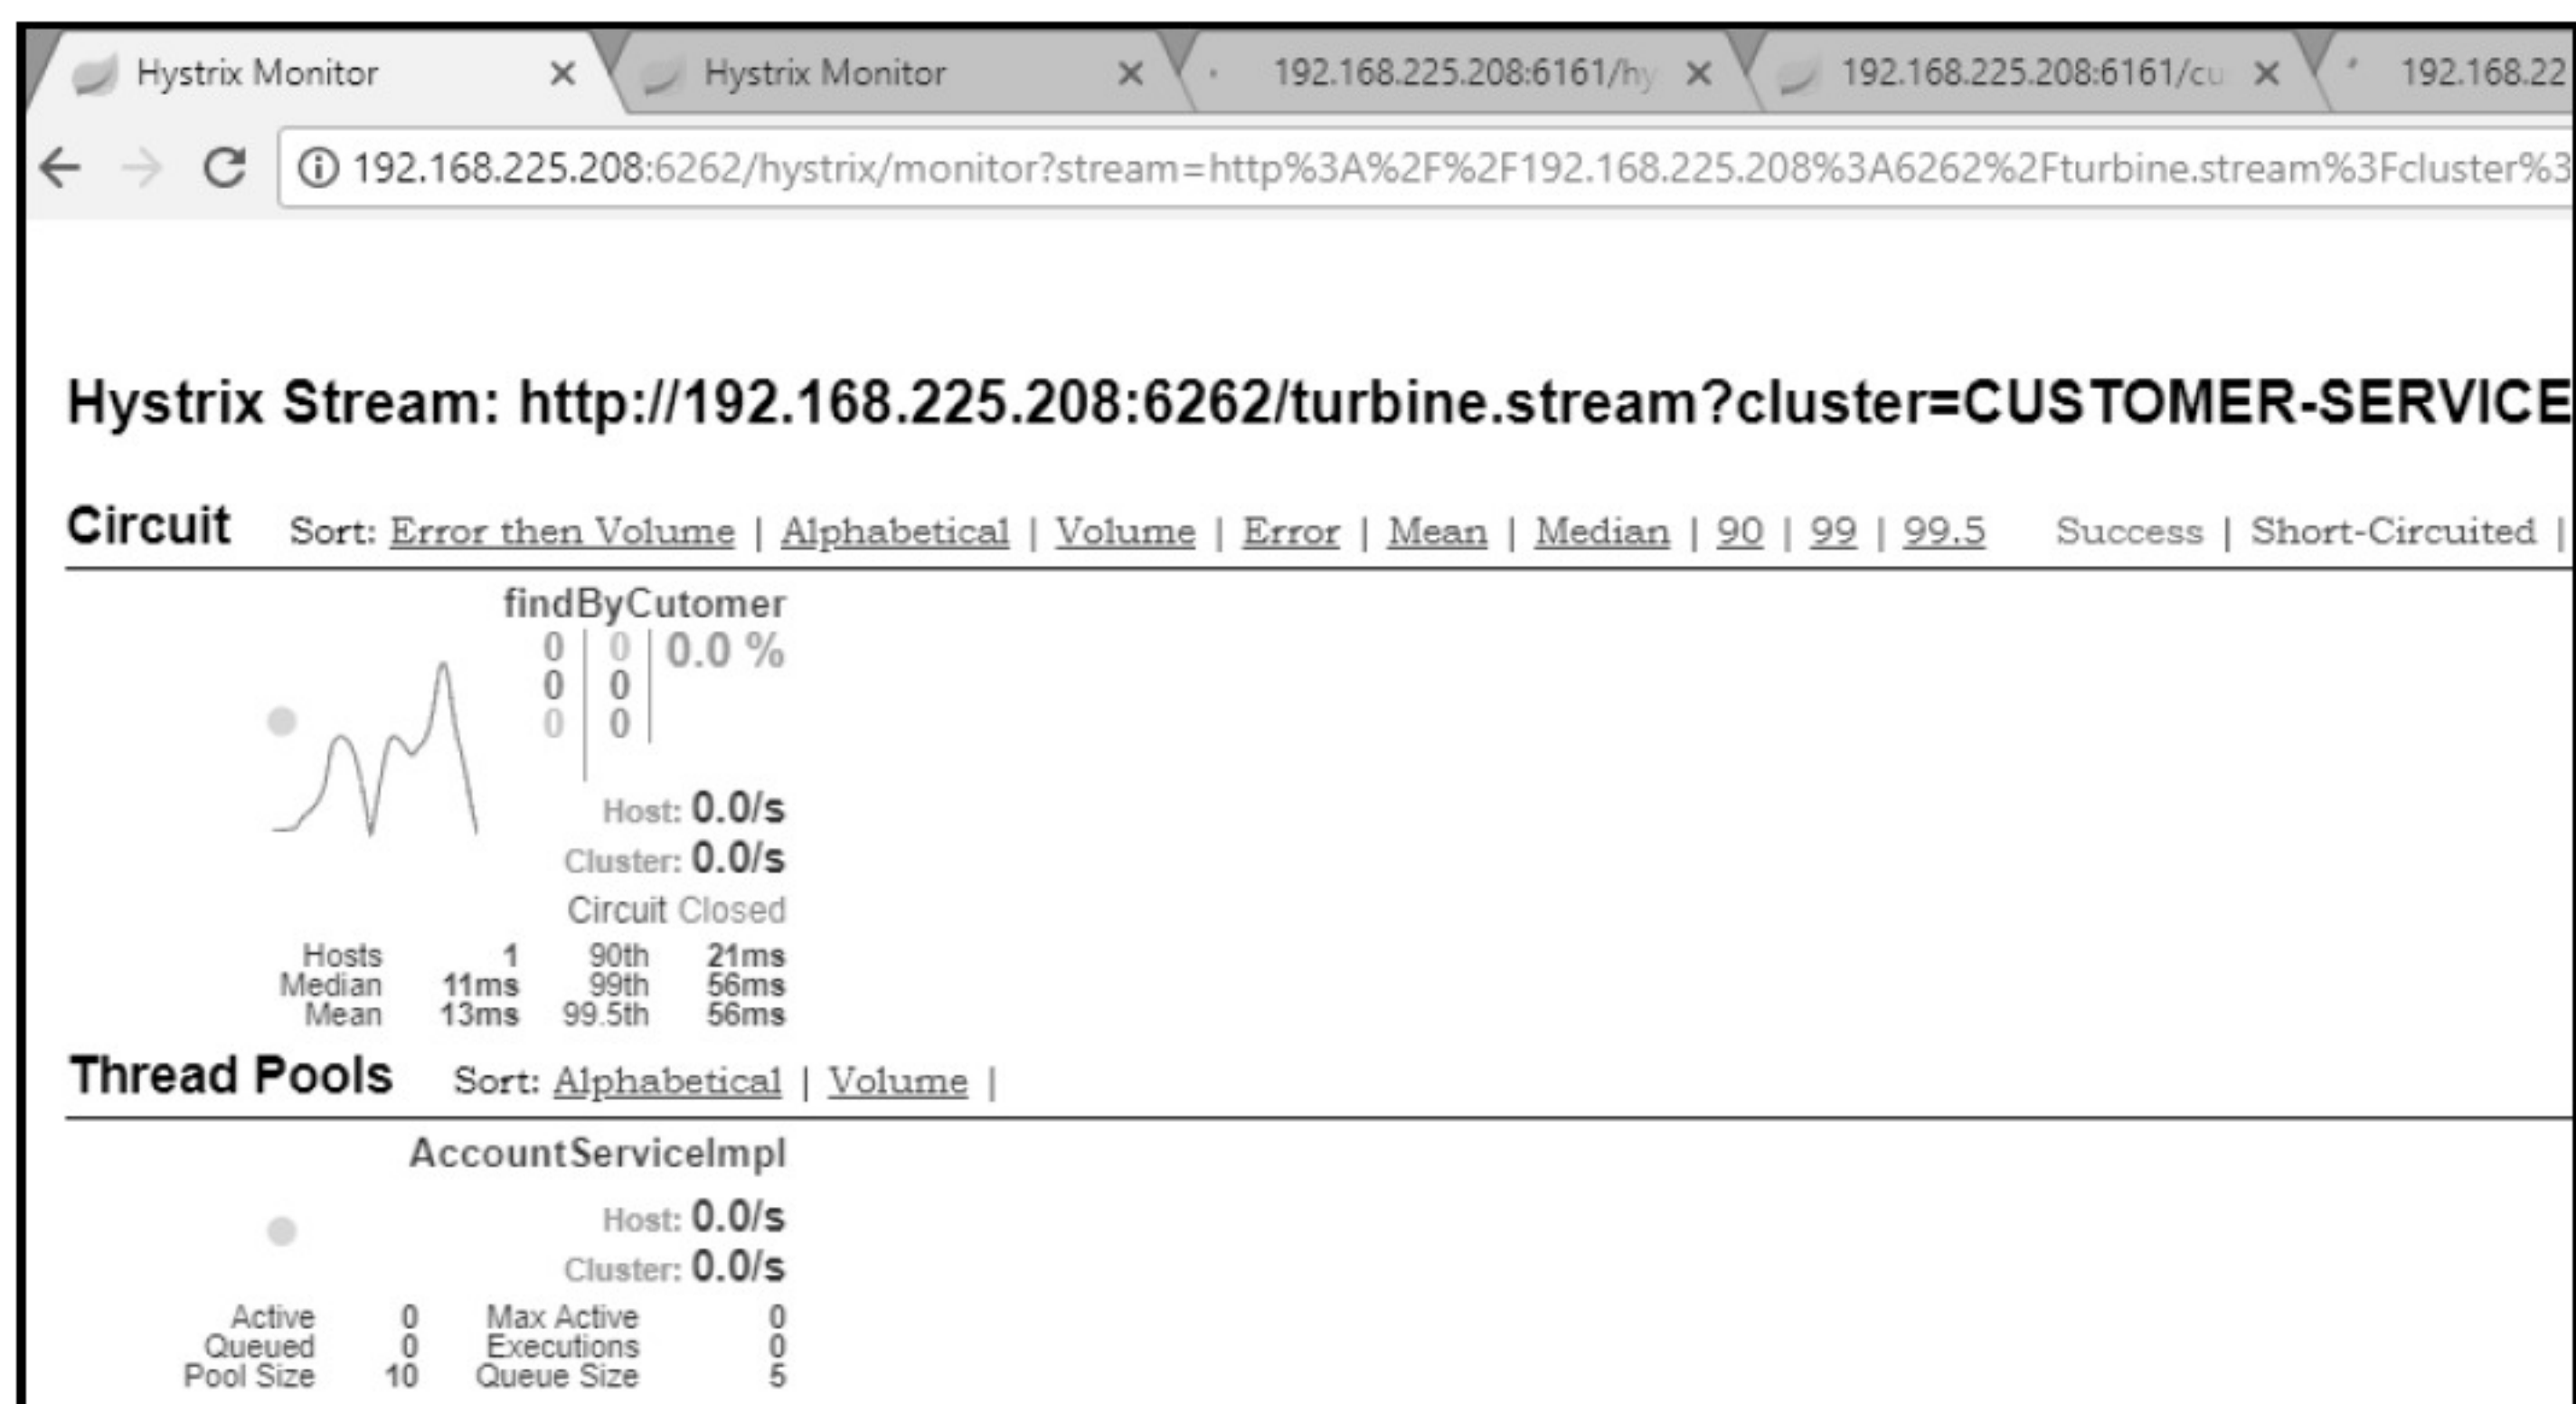 Hystrix Monitor Hystrix Monitor 192.168.225.208:6161/hy 192.168.225.208:6161/cu 192.168.22
192.168.225.208:6262/hystrix/monitor?stream=http%3A%2F%2F192.168.225.208%3A6262%2Fturbine.stream%3Fcluster%3
Hystrix Stream: http://192.168.225.208:6262/turbine.stream?cluster=CUSTOMER-SERVICE
Circuit Sort: Error then Volume | Alphabetical | Volume | Error | Mean | Median | 90 | 99 | 99.5 Success | Short-Circuited |
findByCutomer
0 0 0.0 %
0 0
0 0
Host: 0.0/s
Cluster: 0.0/s
Circuit Closed
Hosts 1 90th 21ms
Median 11ms 99th 56ms
Mean 13ms 99.5th 56ms
Thread Pools Sort: Alphabetical | Volume |
AccountServiceImpl
Host: 0.0/s
Cluster: 0.0/s
Active 0 Max Active 0
Queued 0 Executions 0
Pool Size 10 Queue Size 5